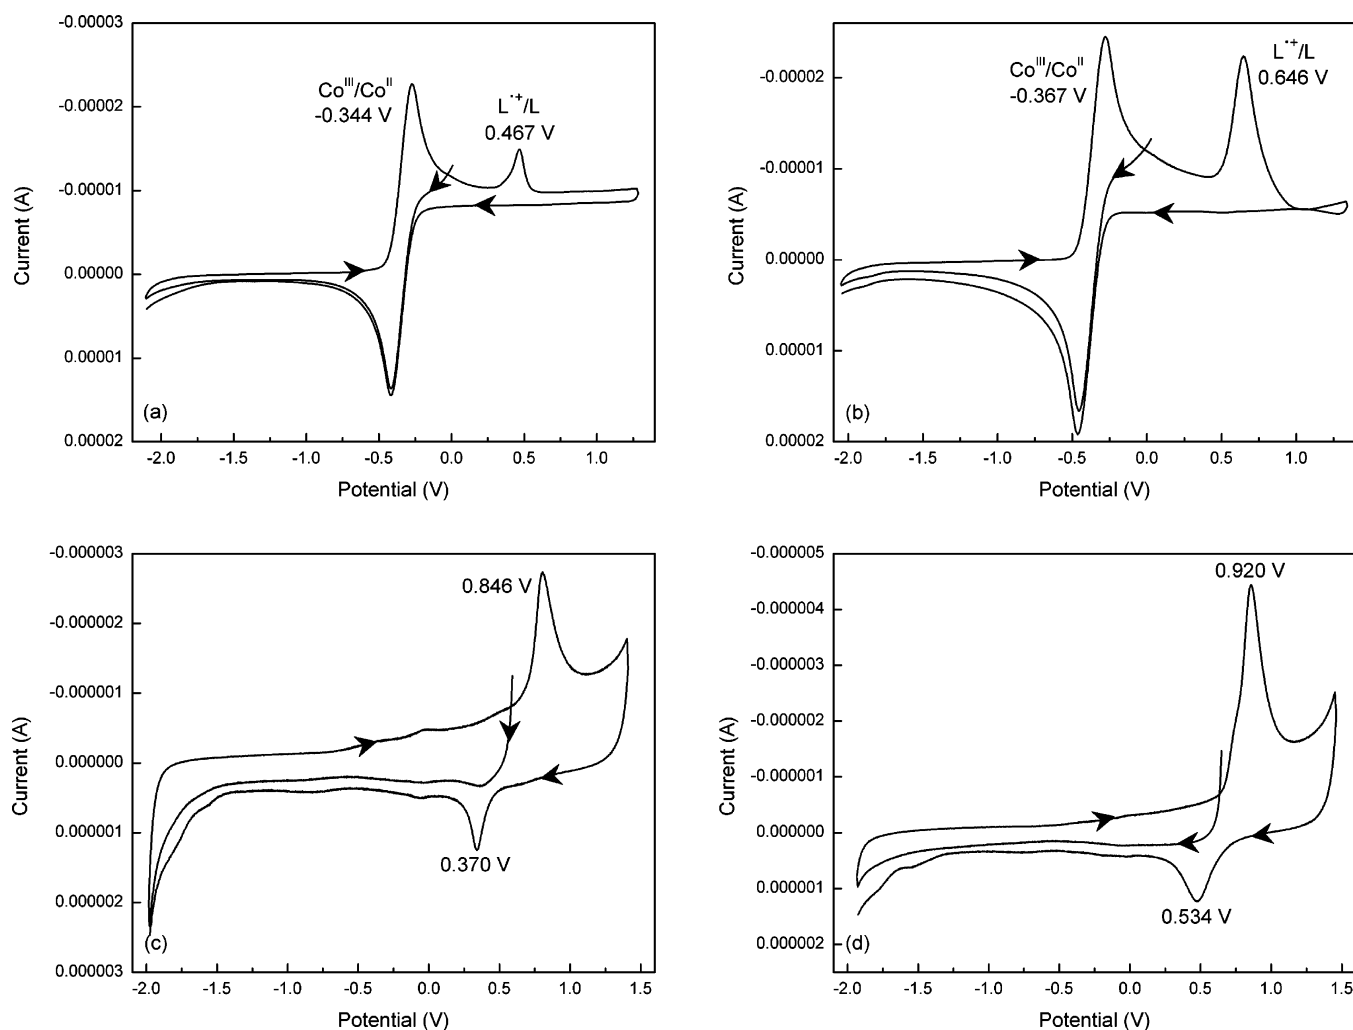 -0.00003
-0.00002
-0.00001
0.00000
0.00001
0.00002
Current (A)
Co^III/Co^II
-0.344 V
L^•+/L
0.467 V
(a)
-2.0 -1.5 -1.0 -0.5 0.0 0.5 1.0
Potential (V)
-0.00002
-0.00001
0.00000
0.00001
0.00002
Current (A)
Co^III/Co^II
-0.367 V
L^•+/L
0.646 V
(b)
-2.0 -1.5 -1.0 -0.5 0.0 0.5 1.0
Potential (V)
-0.000003
-0.000002
-0.000001
0.000000
0.000001
0.000002
0.000003
Current (A)
0.846 V
0.370 V
(c)
-2.0 -1.5 -1.0 -0.5 0.0 0.5 1.0 1.5
Potential (V)
-0.000005
-0.000004
-0.000003
-0.000002
-0.000001
0.000000
0.000001
0.000002
Current (A)
0.920 V
0.534 V
(d)
-2.0 -1.5 -1.0 -0.5 0.0 0.5 1.0 1.5
Potential (V)